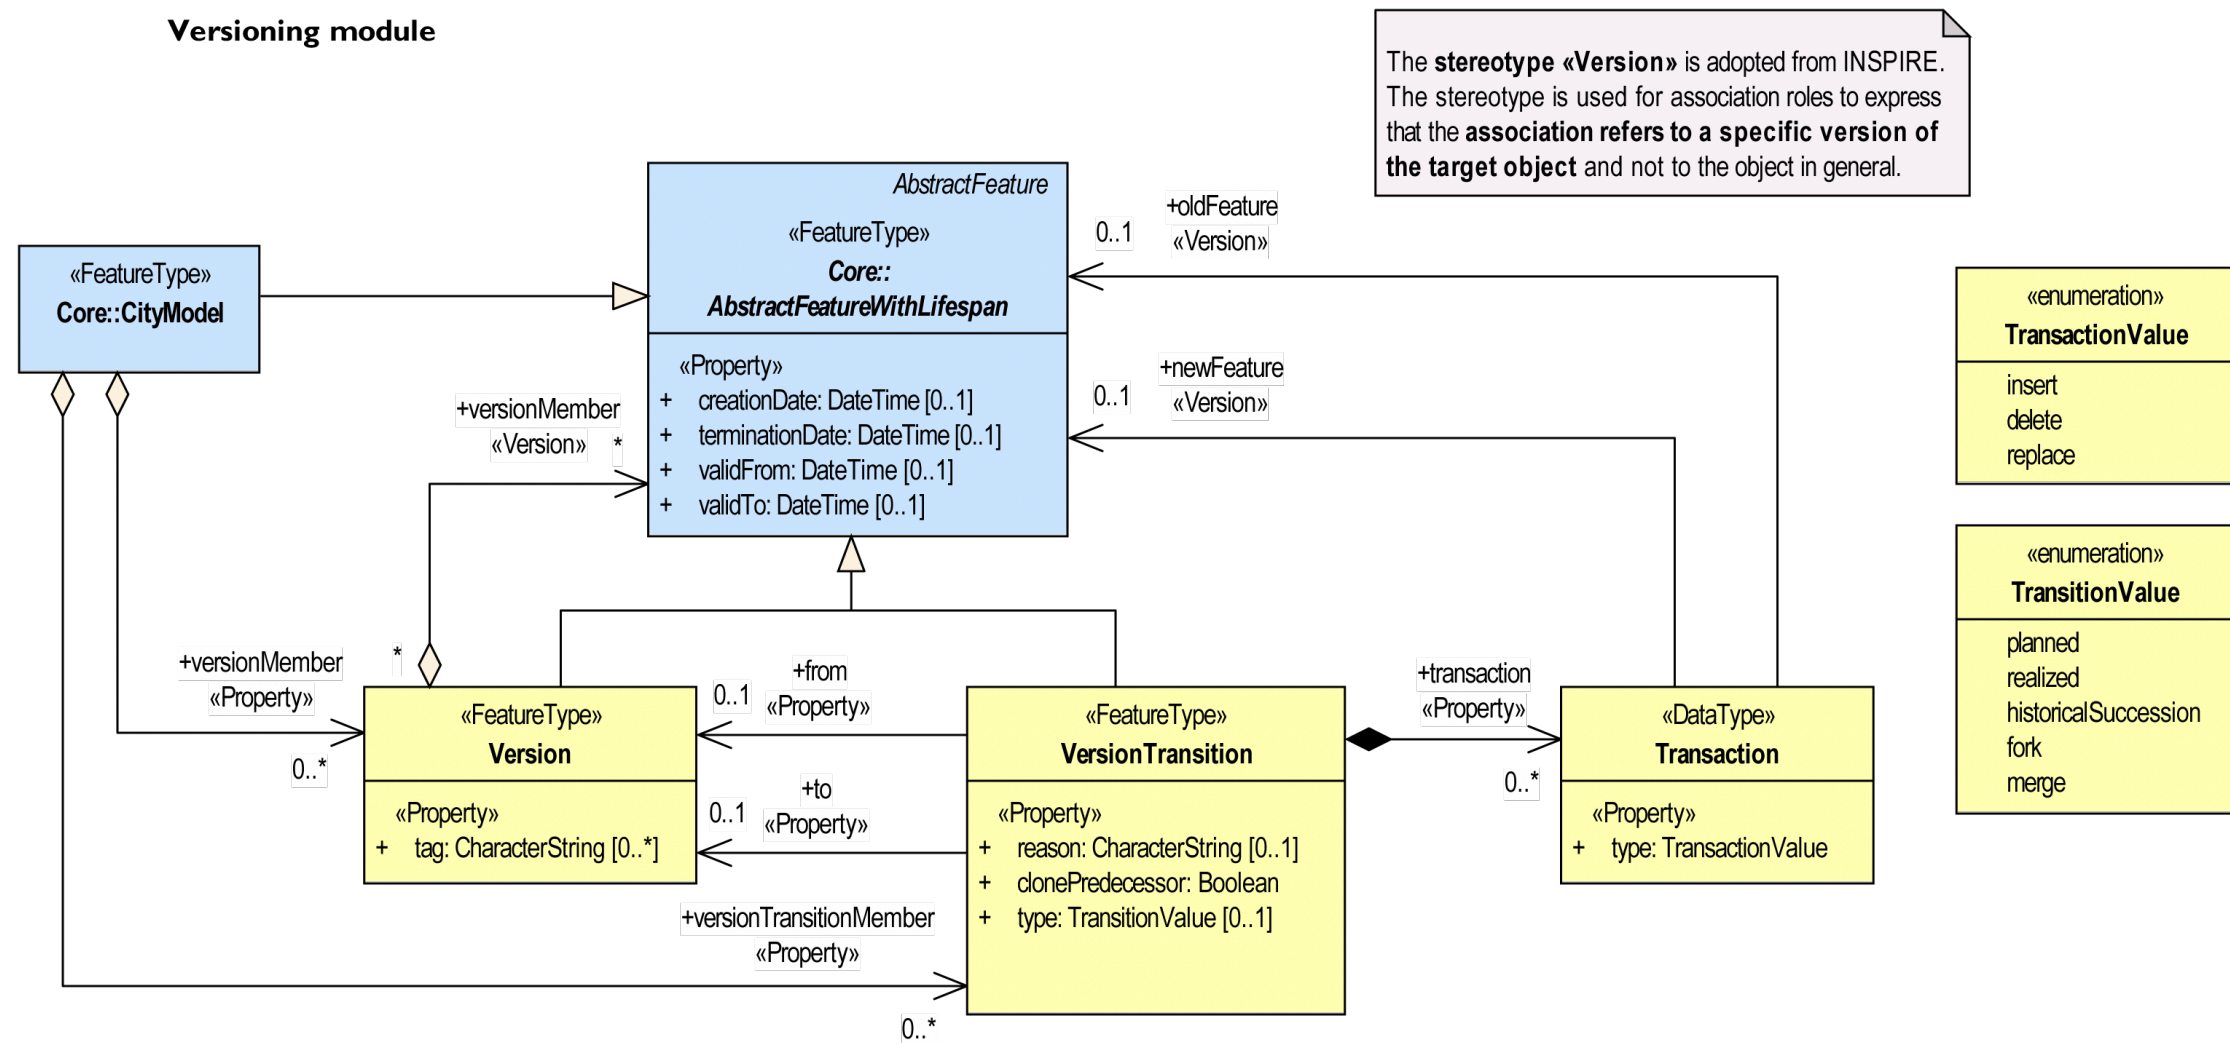 Versioning module
The stereotype «Version» is adopted from INSPIRE.
The stereotype is used for association roles to express
that the association refers to a specific version of
the target object and not to the object in general.
AbstractFeature
«FeatureType»
Core::
AbstractFeatureWithLifespan
«Property»
+ creationDate: DateTime [0..1]
+ terminationDate: DateTime [0..1]
+ validFrom: DateTime [0..1]
+ validTo: DateTime [0..1]
«FeatureType»
Core::CityModel
+oldFeature
0..1
«Version»
+newFeature
0..1
«Version»
+versionMember
«Version»
*
*
«enumeration»
TransactionValue
insert
delete
replace
«enumeration»
TransitionValue
planned
realized
historicalSuccession
fork
merge
+versionMember
«Property»
0..*
«FeatureType»
Version
«Property»
+ tag: CharacterString [0..*]
+from
0..1
«Property»
+to
0..1
«Property»
+versionTransitionMember
«Property»
0..*
«FeatureType»
VersionTransition
«Property»
+ reason: CharacterString [0..1]
+ clonePredecessor: Boolean
+ type: TransitionValue [0..1]
+transaction
«Property»
0..*
«DataType»
Transaction
«Property»
+ type: TransactionValue